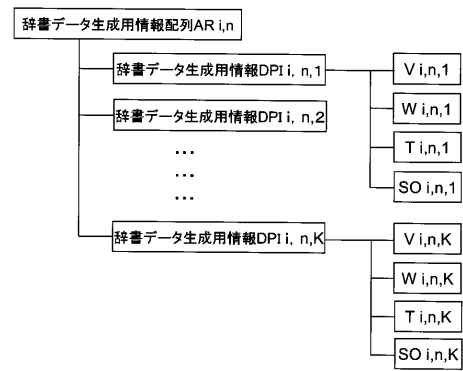 辞書データ生成用情報配列AR i,n
辞書データ生成用情報DPI i, n,1
V i,n,1
W i,n,1
T i,n,1
SO i,n,1
辞書データ生成用情報DPI i, n,2
...
...
...
辞書データ生成用情報DPI i, n,K
V i,n,K
W i,n,K
T i,n,K
SO i,n,K